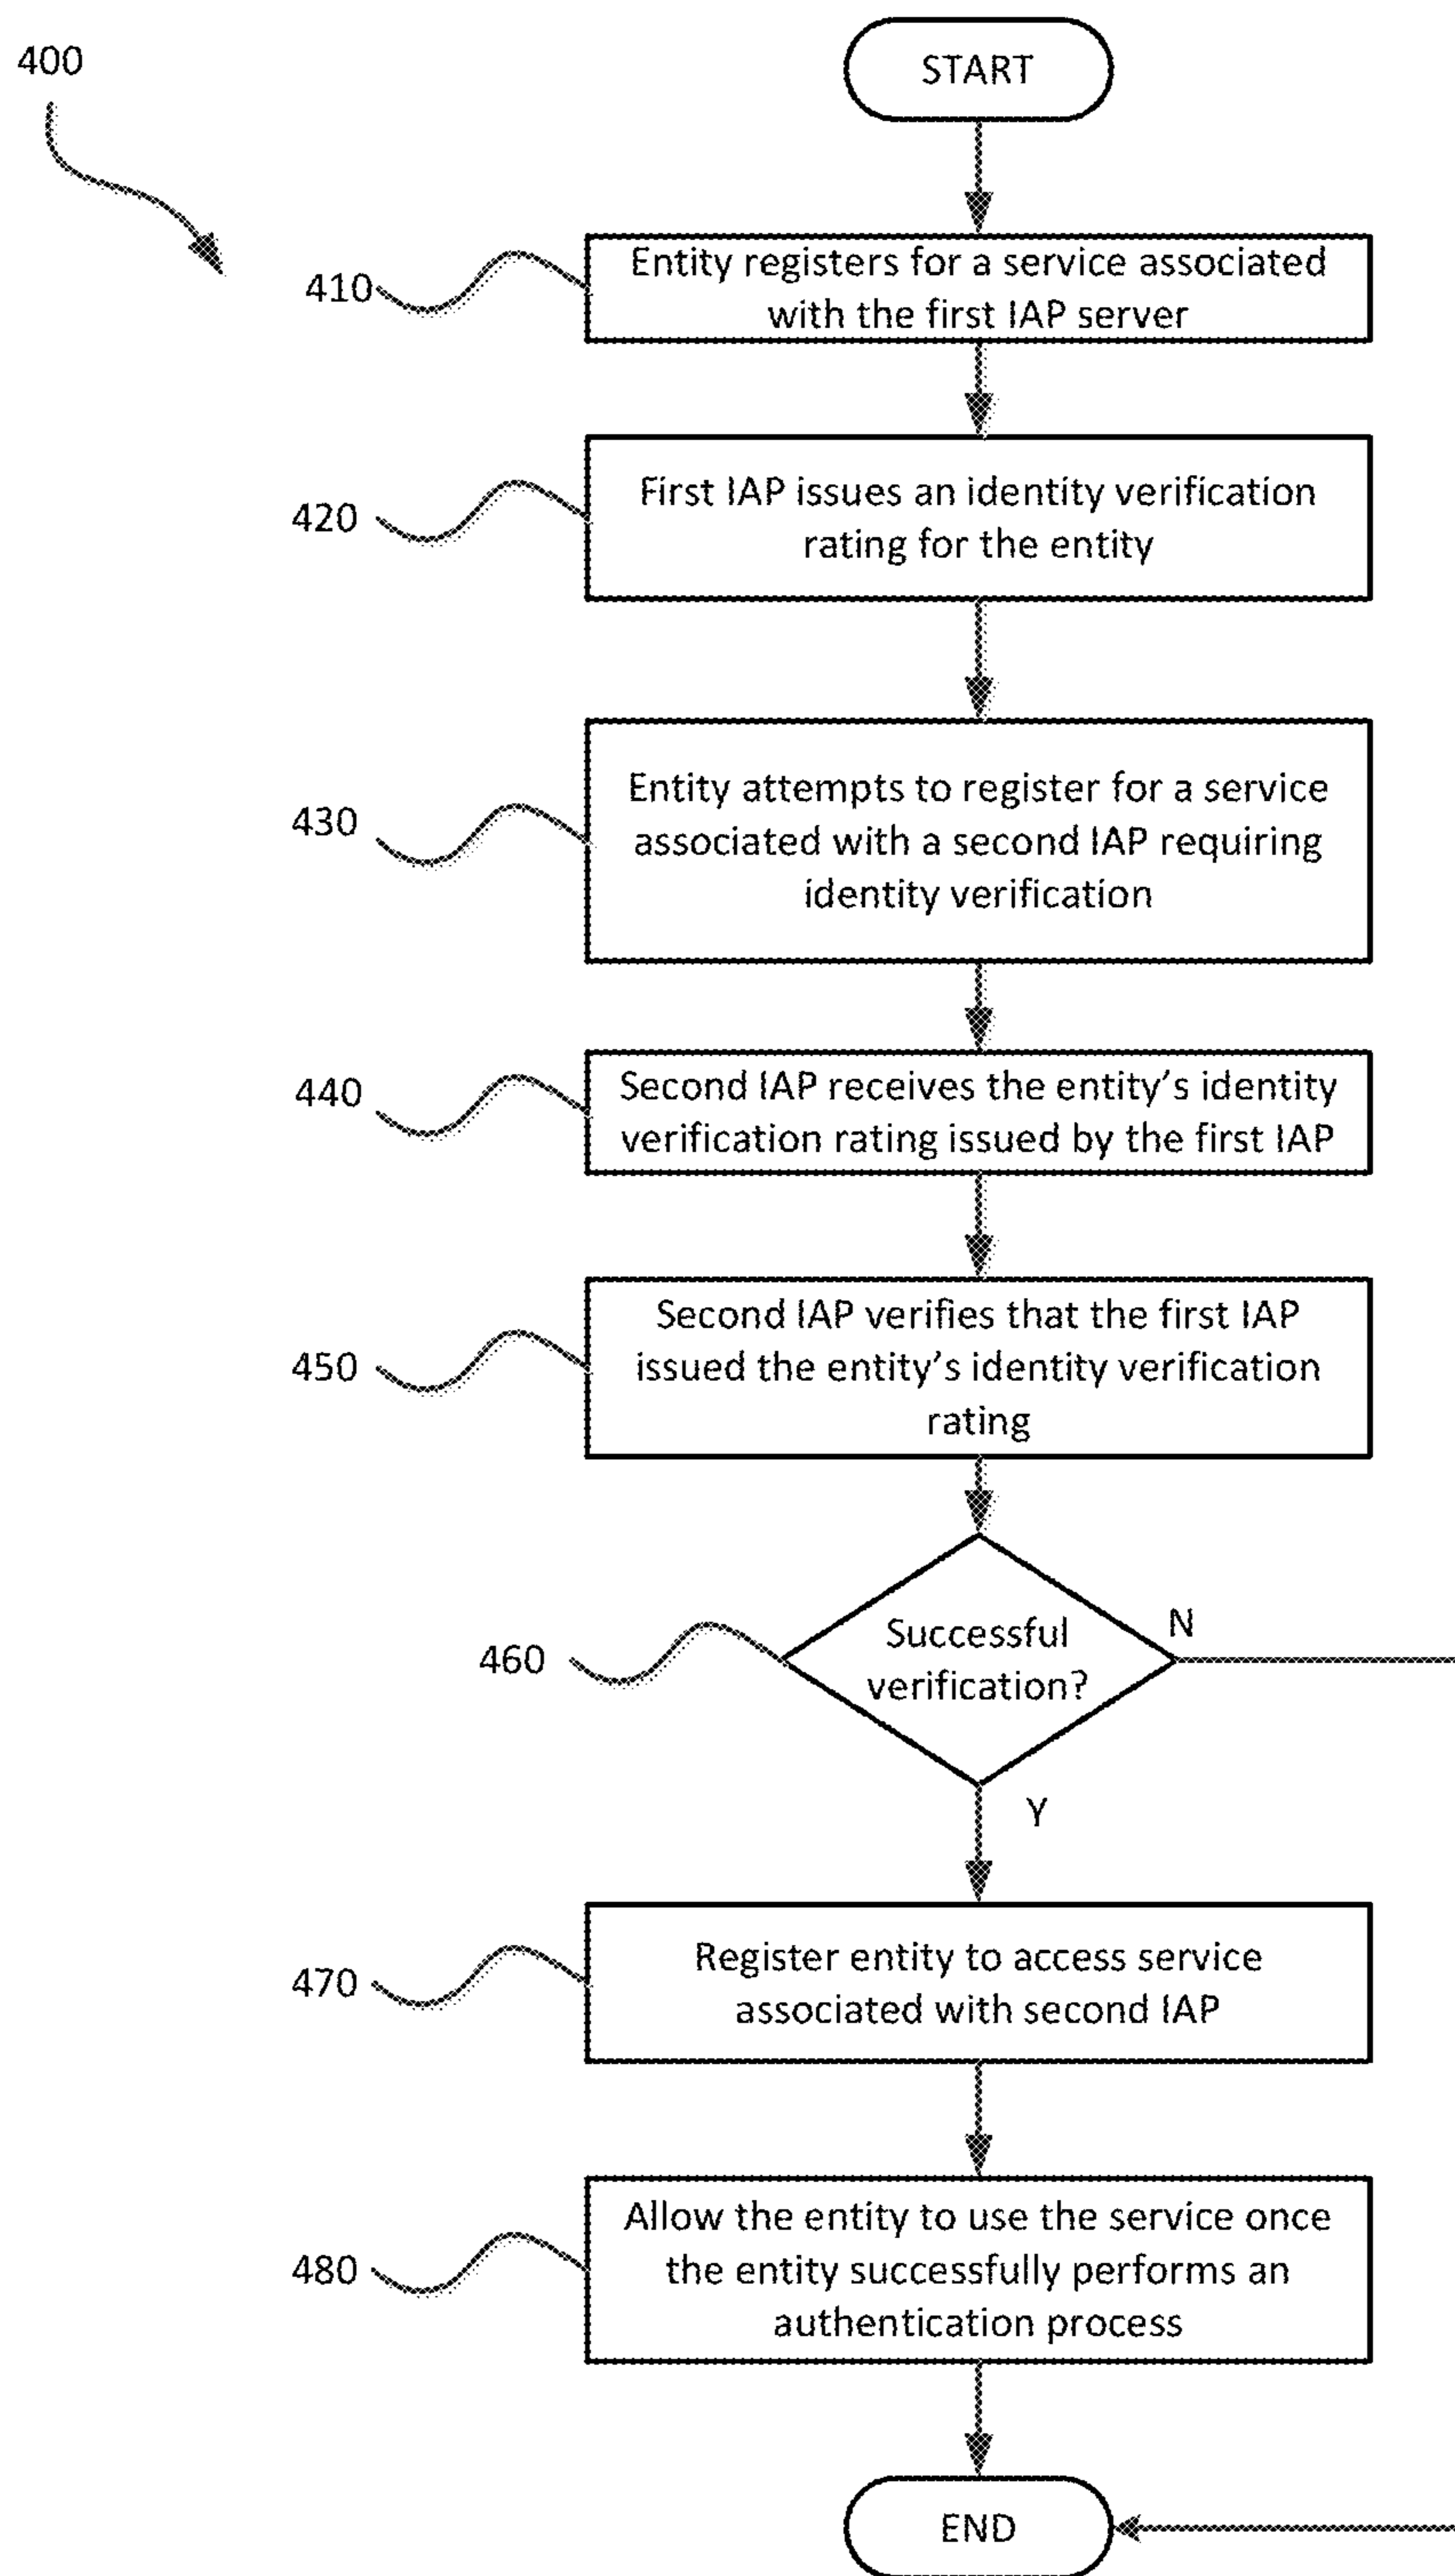 400
START
410
Entity registers for a service associated
with the first IAP server
420
First IAP issues an identity verification
rating for the entity
430
Entity attempts to register for a service
associated with a second IAP requiring
identity verification
440
Second IAP receives the entity’s identity
verification rating issued by the first IAP
450
Second IAP verifies that the first IAP
issued the entity’s identity verification
rating
460
Successful
verification?
N
Y
470
Register entity to access service
associated with second IAP
480
Allow the entity to use the service once
the entity successfully performs an
authentication process
END